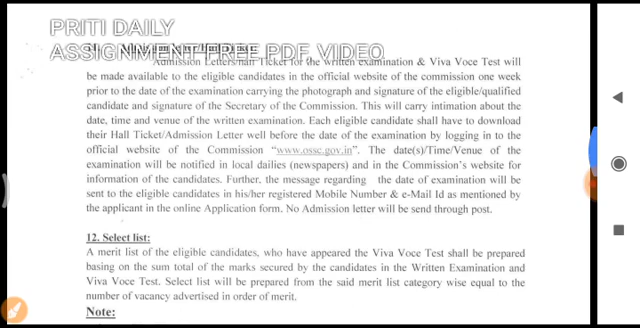 PRITI DAILY
ASSIGNMENT FREE PDF VIDEO
11.
Admission Letters/hall Ticket for the written examination & Viva Voce Test will
be made available to the eligible candidates in the official website of the commission one week
prior to the date of the examination carrying the photograph and signature of the eligible/qualified
candidate and signature of the Secretary of the Commission. This will carry intimation about the
date, time and venue of the written examination. Each eligible candidate shall have to download
their Hall Ticket/Admission Letter well before the date of the examination by logging in to the
official website of the Commission “www.ossc.gov.in”. The date(s)/Time/Venue of the
examination will be notified in local dailies (newspapers) and in the Commission’s website for
information of the candidates. Further, the message regarding the date of examination will be
sent to the eligible candidates in his/her registered Mobile Number & e-Mail Id as mentioned by
the applicant in the online Application form. No Admission letter will be send through post.
12. Select list:
A merit list of the eligible candidates, who have appeared the Viva Voce Test shall be prepared
basing on the sum total of the marks secured by the candidates in the Written Examination and
Viva Voce Test. Select list will be prepared from the said merit list category wise equal to the
number of vacancy advertised in order of merit.
Note: